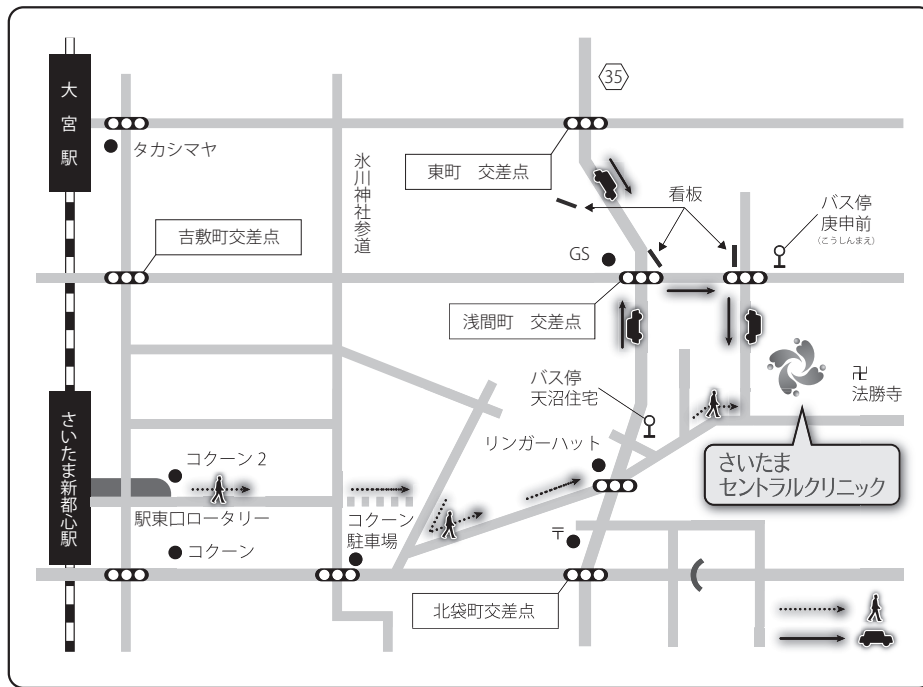 大宮駅
35
タカシマヤ
氷川神社参道
東町 交差点
看板
バス停
庚申前
(こうしんまえ)
吉敷町交差点
GS
浅間町 交差点
バス停
天沼住宅
卍
法勝寺
さいたま新都心駅
コクーン2
リンガーハット
さいたま
セントラルクリニック
駅東口ロータリー
コクーン
駐車場
〒
コクーン
北袋町交差点